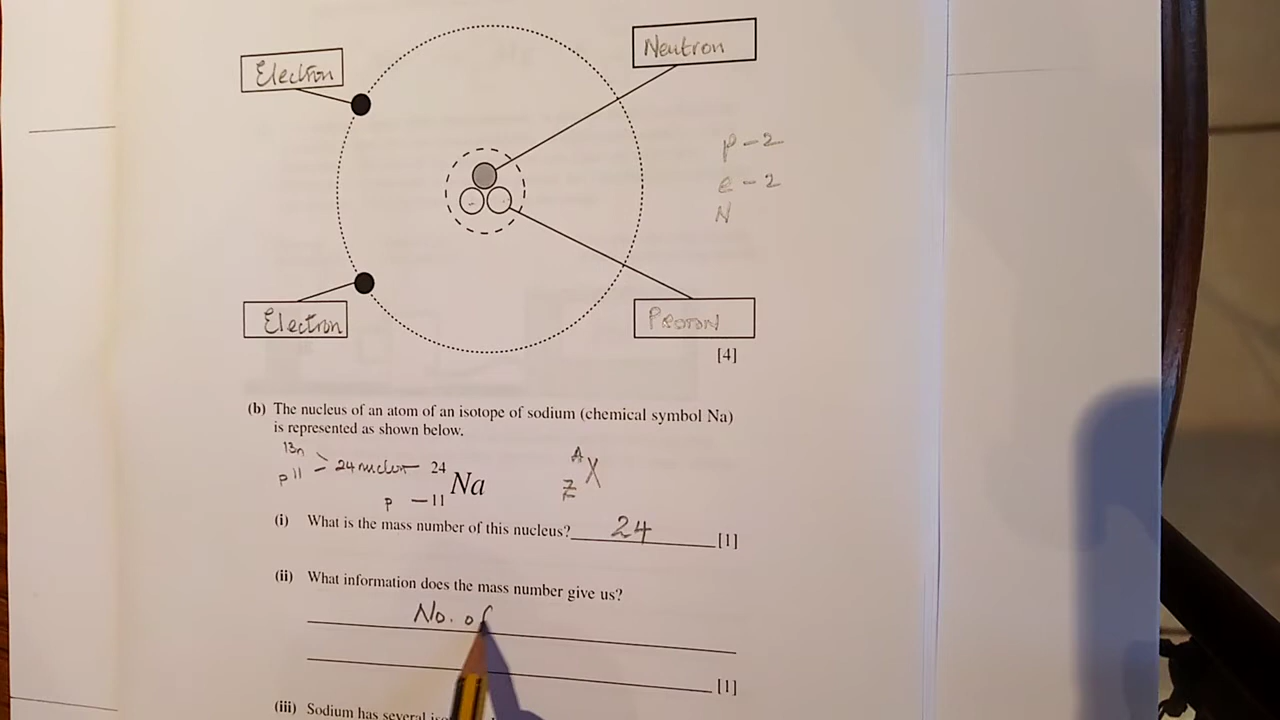 Electron
Neutron
p - 2
e - 2
N
Electron
Proton
[4]
(b) The nucleus of an atom of an isotope of sodium (chemical symbol Na)
is represented as shown below.
13n
p 11
24
24 Na
p - 11
A X
Z
(i) What is the mass number of this nucleus? 24 [1]
(ii) What information does the mass number give us?
No. of
[1]
(iii) Sodium has several